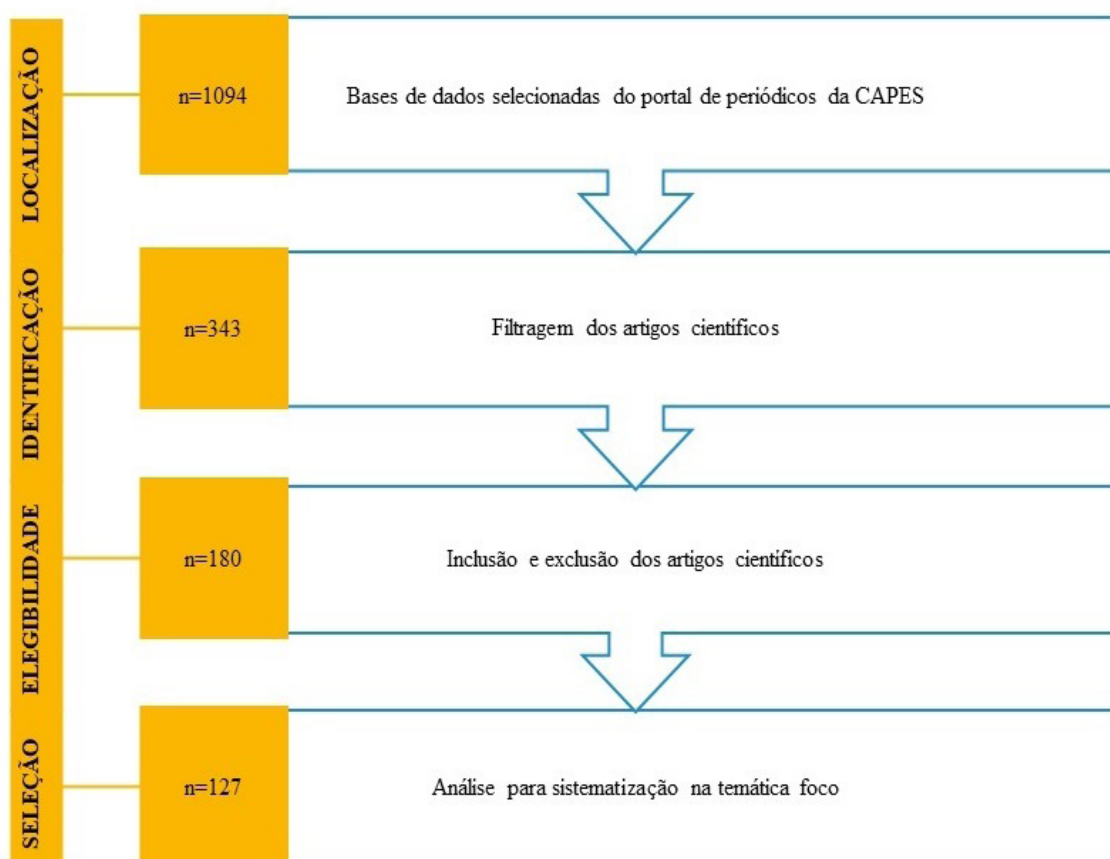 LOCALIZAÇÃO
n=1094
Bases de dados selecionadas do portal de periódicos da CAPES
IDENTIFICAÇÃO
n=343
Filtragem dos artigos científicos
ELEGIBILIDADE
n=180
Inclusão e exclusão dos artigos científicos
SELEÇÃO
n=127
Análise para sistematização na temática foco